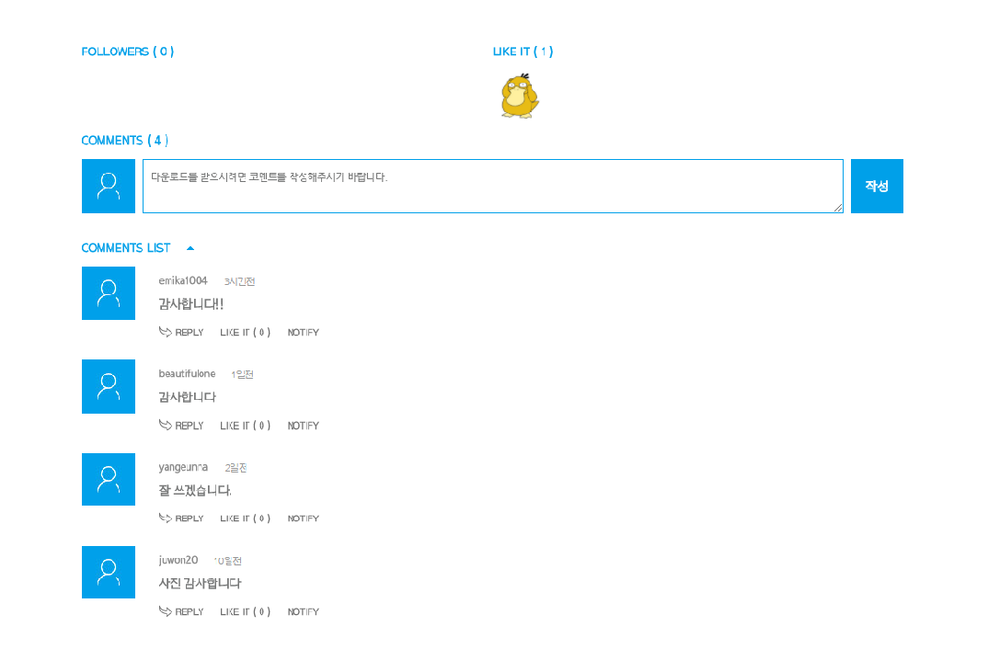 FOLLOWERS ( 0 )
LIKE IT ( 1 )
COMMENTS ( 4 )
다운로드를 받으시려면 코멘트를 작성해주시기 바랍니다.
작성
COMMENTS LIST
emika1004 3시간전
감사합니다!!
REPLY LIKE IT ( 0 ) NOTIFY
beautifulone 1일전
감사합니다
REPLY LIKE IT ( 0 ) NOTIFY
yangeunna 2일전
잘 쓰겠습니다.
REPLY LIKE IT ( 0 ) NOTIFY
juwon20 10일전
사진 감사합니다
REPLY LIKE IT ( 0 ) NOTIFY